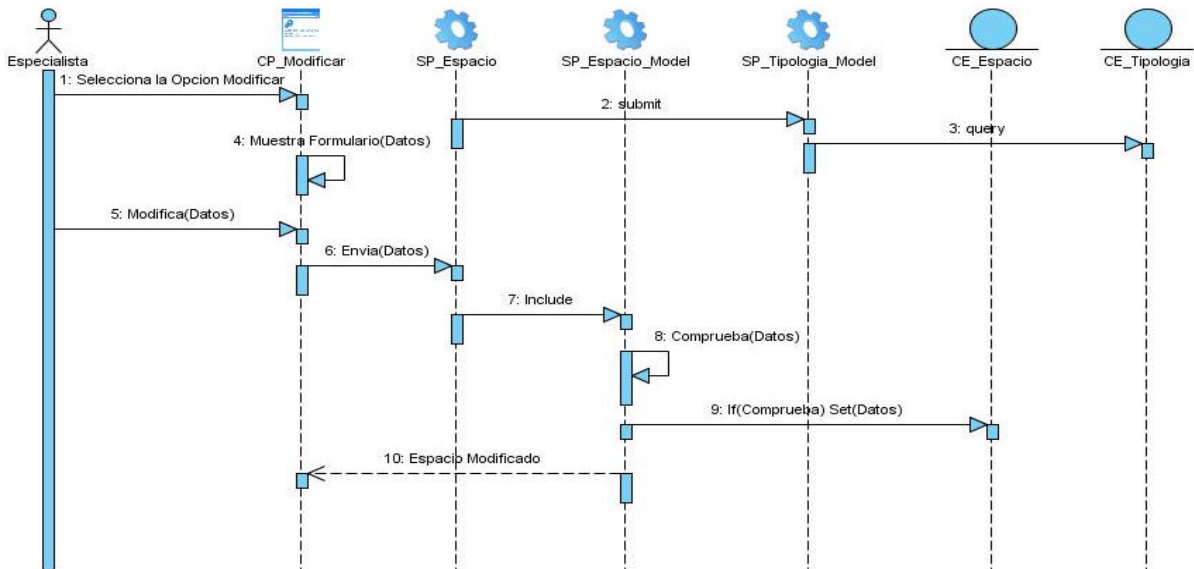 Especialista
CP_Modificar
SP_Espacio
SP_Espacio_Model
SP_Tipologia_Model
CE_Espacio
CE_Tipologia
1: Selecciona la Opcion Modificar
2: submit
3: query
4: Muestra Formulario(Datos)
5: Modifica(Datos)
6: Envia(Datos)
7: Include
8: Comprueba(Datos)
9: If(Comprueba) Set(Datos)
10: Espacio Modificado